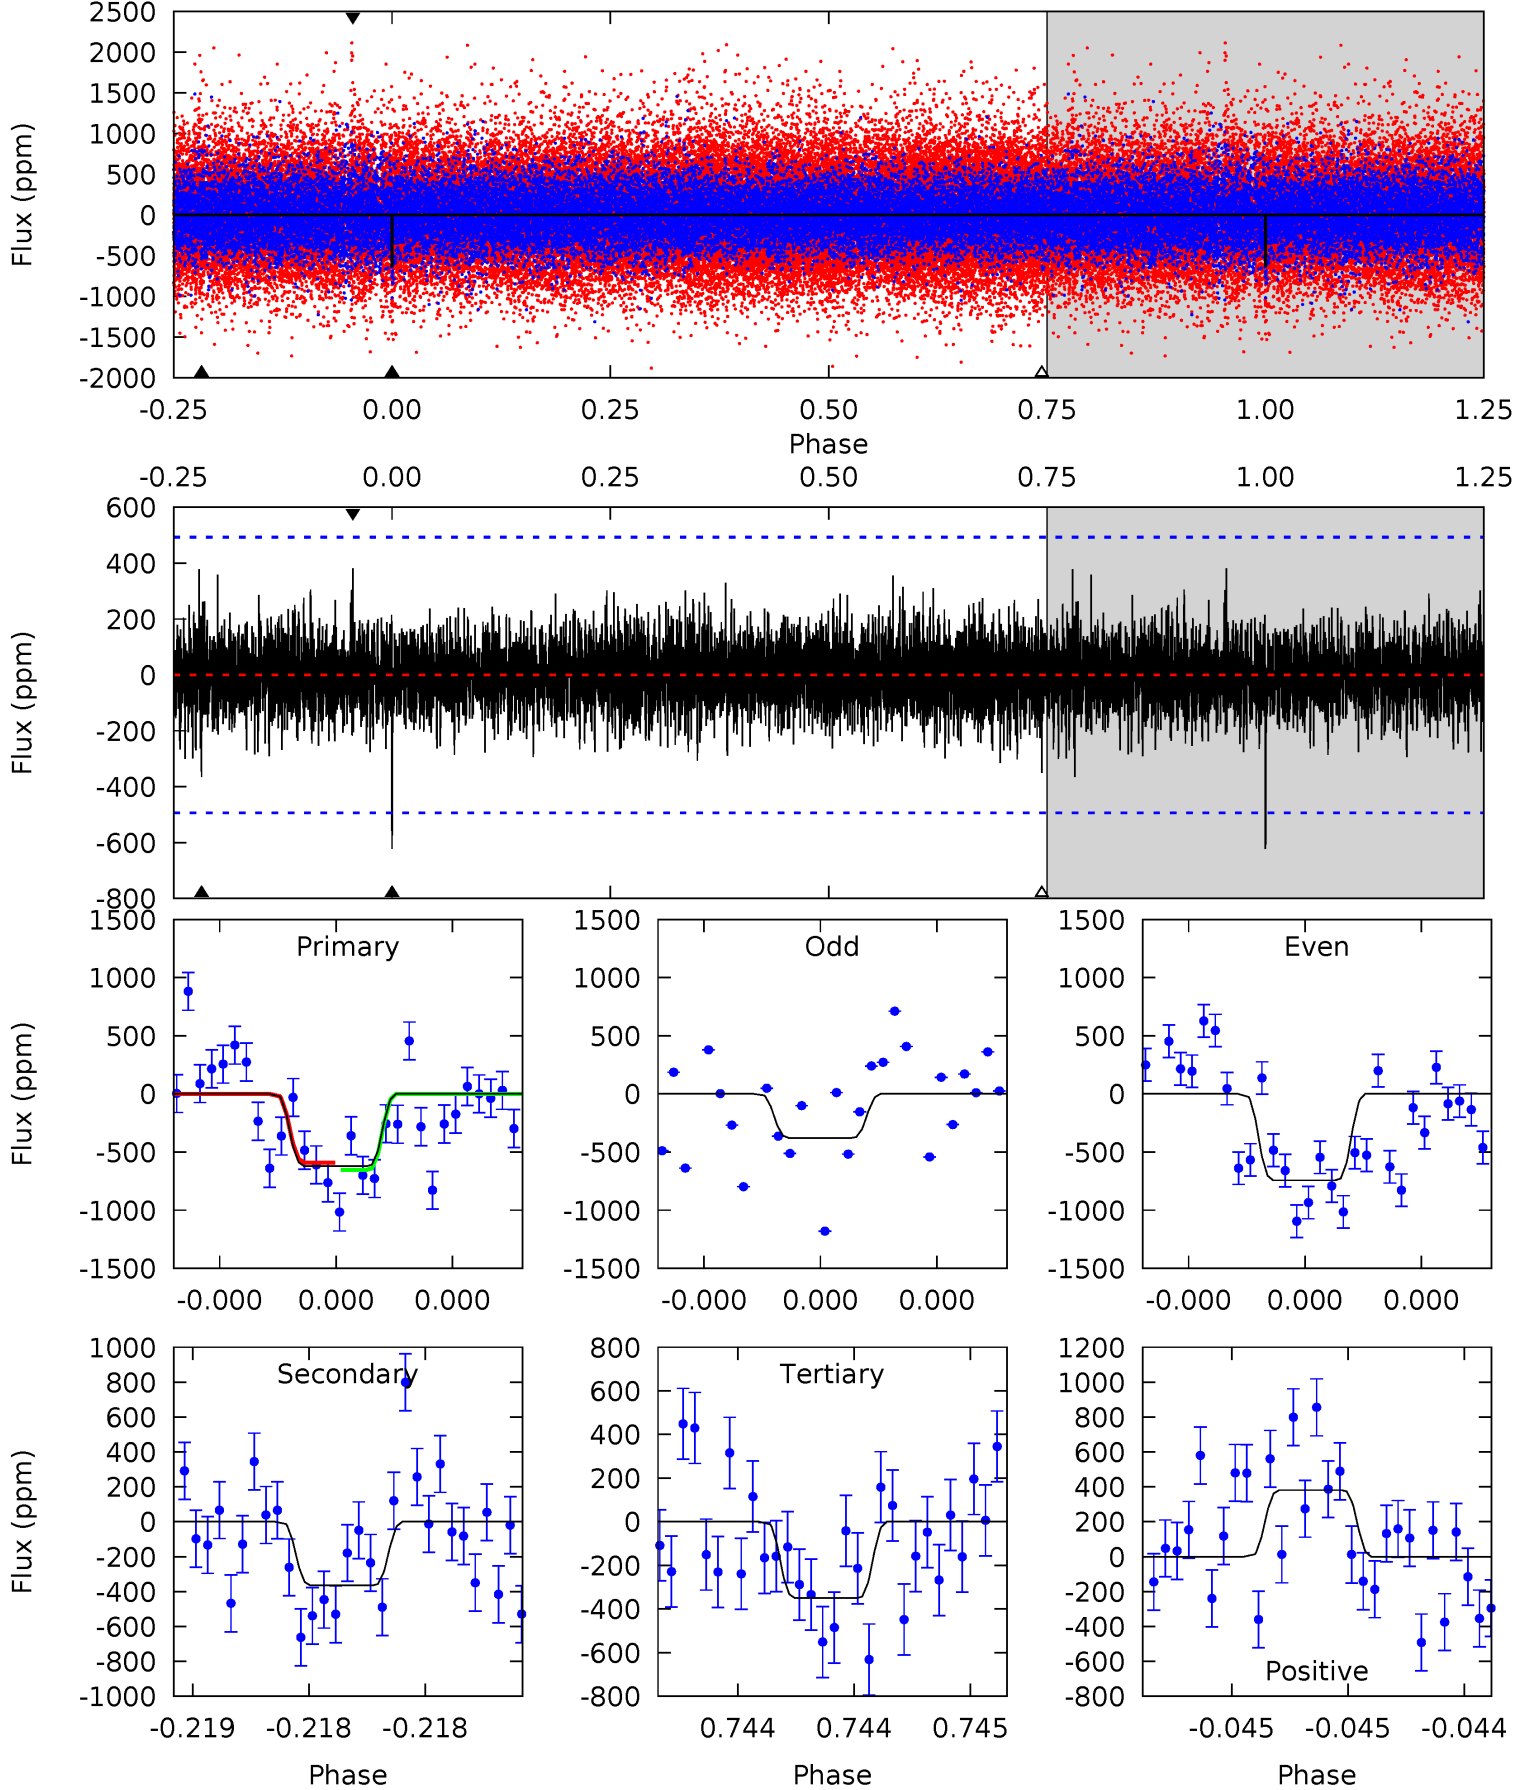 2500
2000
1500
1000
500
0
-500
-1000
-1500
-2000
Flux (ppm)
-0.25 0.00 0.25 0.50 0.75 1.00 1.25
Phase
-0.25 0.00 0.25 0.50 0.75 1.00 1.25
600
400
200
0
-200
-400
-600
-800
Flux (ppm)
Primary Odd Even
1500 1500 1500
1000 1000 1000
500 500 500
0 0 0
-500 -500 -500
-1000 -1000 -1000
-1500 -1500 -1500
Flux (ppm)
-0.000 0.000 0.000 -0.000 0.000 0.000 -0.000 0.000 0.000
Secondary Tertiary
1000 800 1200
800 600 1000
600 400 800
400 200 600
200 0 400
0 -200 200
-200 -400 0
-400 -600 -200
-600 -800 -400
-800 -600
-1000 -800
Positive
Flux (ppm)
-0.219 -0.218 -0.218 0.744 0.744 0.745 -0.045 -0.045 -0.044
Phase Phase Phase